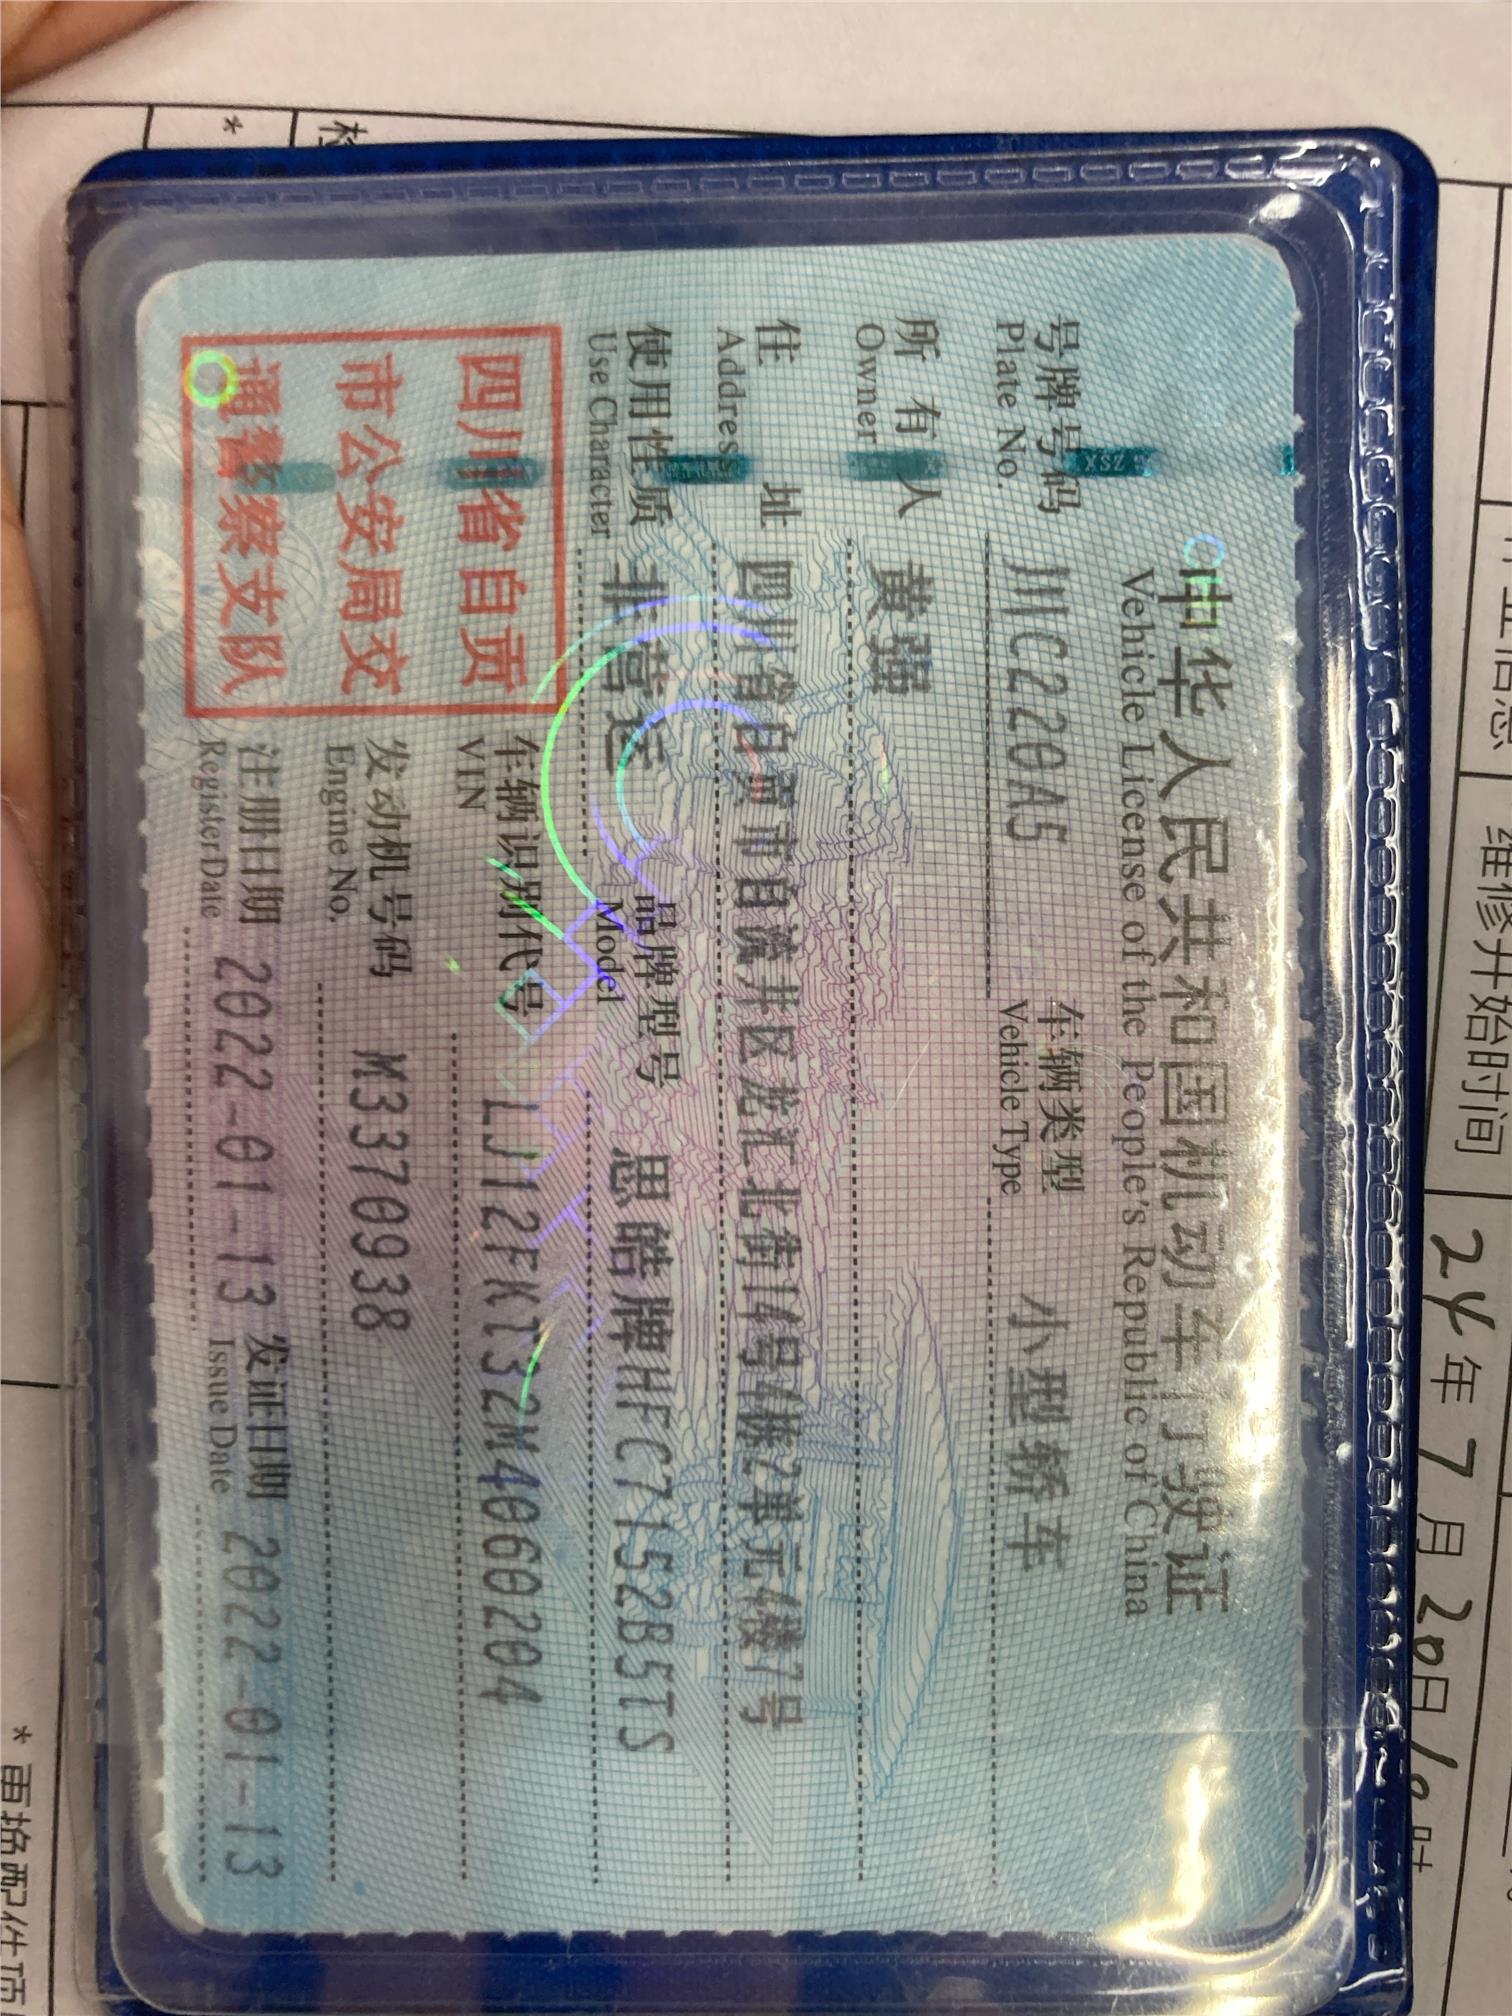 中华人民共和国机动车行驶证
Vehicle License of the People's Republic of China
号牌号码 川C220A5 车辆类型 小型轿车
Plate No. Vehicle Type
所有人 黄强
Owner
住址 四川省自贡市自流井区龙汇北街14号4栋2单元4楼7号
Address
使用性质 非营运 品牌型号 思皓牌HFC7152B5TS
Use Character Model
四川省自贡
市公安局交
通警察支队
车辆识别代号 LJ12FKT32M4060204
VIN
发动机号码 M3370938
Engine No.
注册日期 2022-01-13 发证日期 2022-01-13
Register Date Issue Date
维修开始时间 24年7月20日